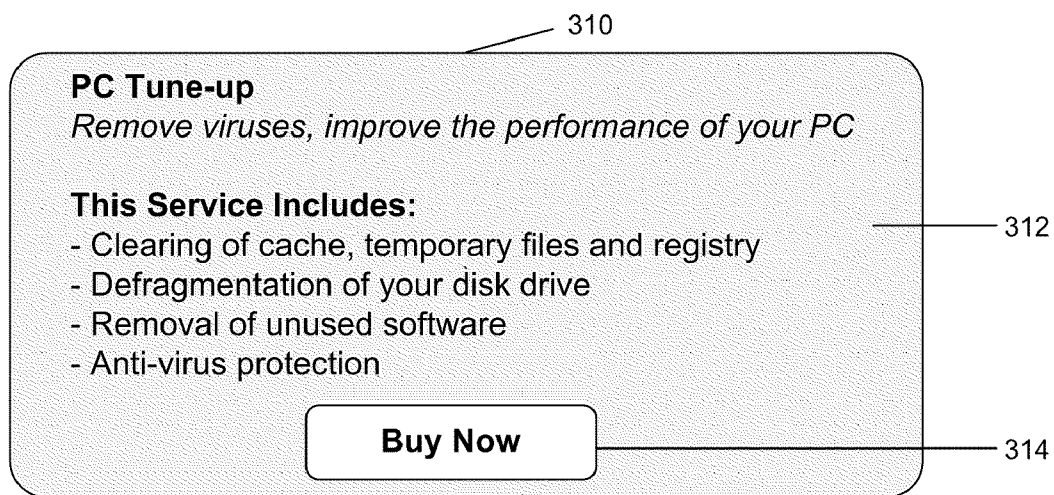 310
PC Tune-up
Remove viruses, improve the performance of your PC
This Service Includes:
312
- Clearing of cache, temporary files and registry
- Defragmentation of your disk drive
- Removal of unused software
- Anti-virus protection
Buy Now
314